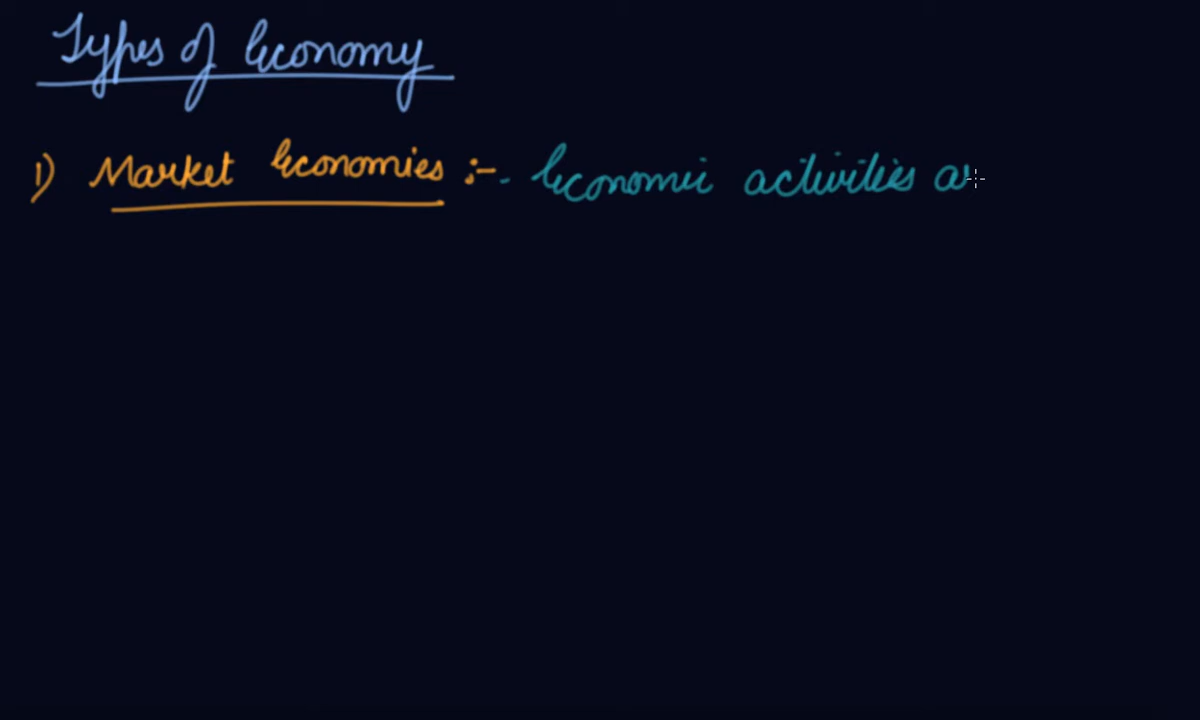 Types of Economy
1) Market Economies :- Economic activities